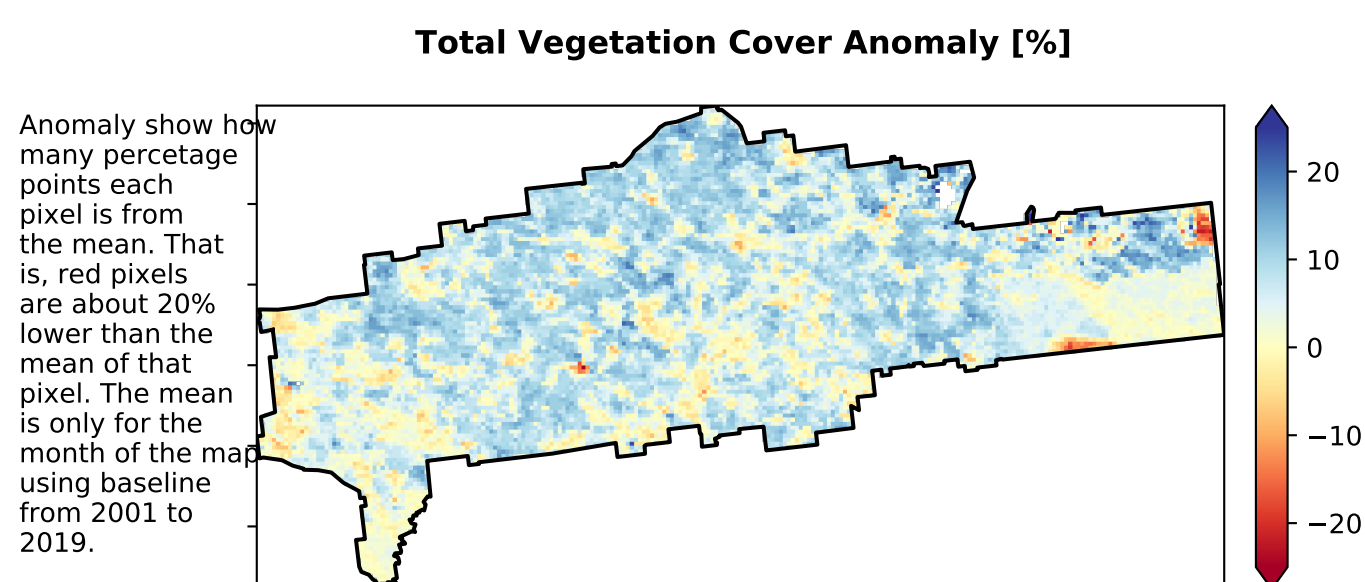 Total Vegetation Cover Anomaly [%]
Anomaly show how
many percetage
points each
pixel is from
the mean. That
is, red pixels
are about 20%
lower than the
mean of that
pixel. The mean
is only for the
month of the map
using baseline
from 2001 to
2019.
20
10
0
−10
−20